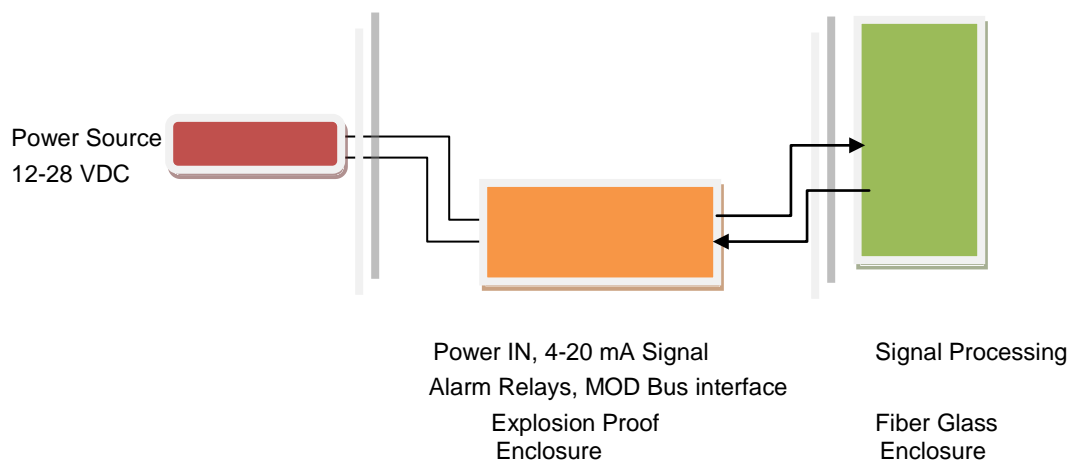 Power Source
12-28 VDC
Power IN, 4-20 mA Signal
Alarm Relays, MOD Bus interface
Explosion Proof
Enclosure
Signal Processing
Fiber Glass
Enclosure